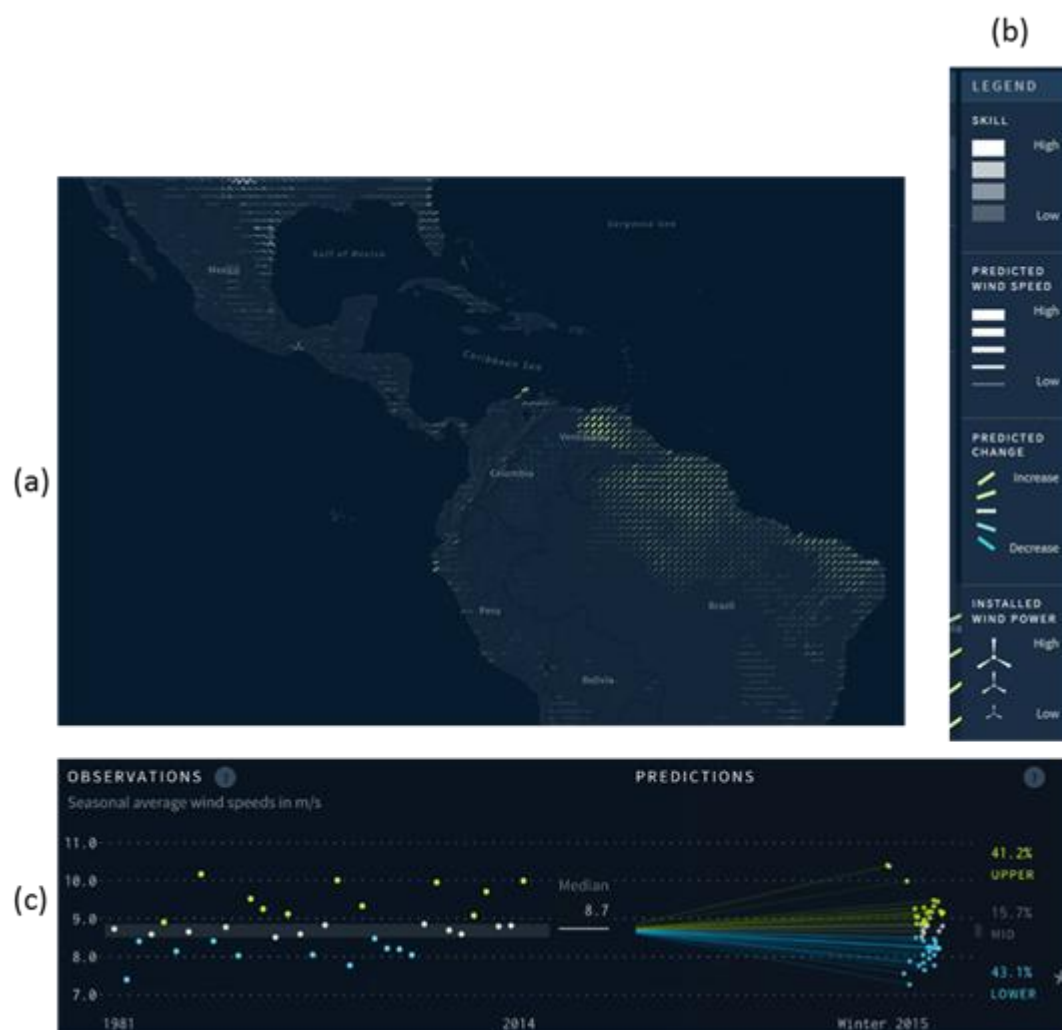 (b)
LEGEND
SKILL
High
Low
PREDICTED
WIND SPEED
High
Low
PREDICTED
CHANGE
Increase
Decrease
INSTALLED
WIND POWER
High
Low
(a)
Sargasso Sea
Gulf of Mexico
Mexico
Caribbean Sea
Venezuela
Columbia
Brazil
Peru
Bolivia
(c)
OBSERVATIONS ?
PREDICTIONS ?
Seasonal average wind speeds in m/s
11.0
10.0
9.0
8.0
7.0
Median
8.7
41.2%
UPPER
15.7%
MID
43.1%
LOWER
*
1981
2014
Winter 2015